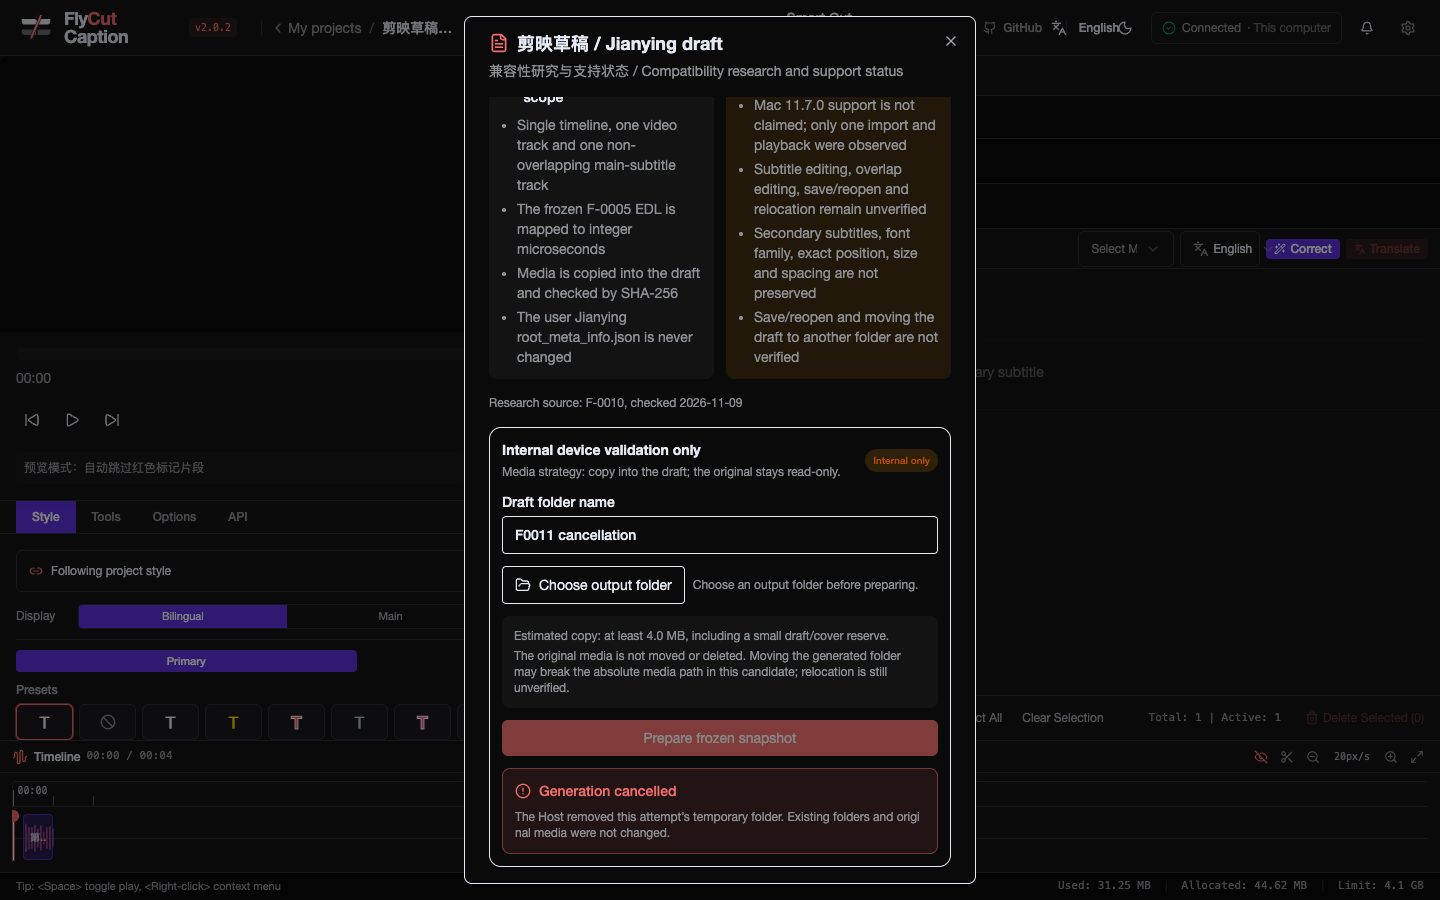 FlyCut
Caption
v2.0.2
My projects / 剪映草稿...
GitHub
English
Connected · This computer
剪映草稿 / Jianying draft
兼容性研究与支持状态 / Compatibility research and support status
scope
• Single timeline, one video
track and one non-
overlapping main-subtitle
track
• The frozen F-0005 EDL is
mapped to integer
microseconds
• Media is copied into the draft
and checked by SHA-256
• The user Jianying
root_meta_info.json is never
changed
• Mac 11.7.0 support is not
claimed; only one import and
playback were observed
• Subtitle editing, overlap
editing, save/reopen and
relocation remain unverified
• Secondary subtitles, font
family, exact position, size
and spacing are not
preserved
• Save/reopen and moving the
draft to another folder are not
verified
Research source: F-0010, checked 2026-11-09
Internal device validation only
Media strategy: copy into the draft; the original stays read-only.
Internal only
Draft folder name
F0011 cancellation
Choose output folder
Choose an output folder before preparing.
Estimated copy: at least 4.0 MB, including a small draft/cover reserve.
The original media is not moved or deleted. Moving the generated folder
may break the absolute media path in this candidate; relocation is still
unverified.
Prepare frozen snapshot
Generation cancelled
The Host removed this attempt's temporary folder. Existing folders and origi
nal media were not changed.
Select M
English
Correct
Translate
ary subtitle
00:00
预览模式：自动跳过红色标记片段
Style Tools Options API
Following project style
Display Bilingual Main
Primary
Presets
T T T T T T
ct All Clear Selection Total: 1 | Active: 1 Delete Selected (0)
Timeline 00:00 / 00:04
20px/s
00:00
Tip: <Space> toggle play, <Right-click> context menu
Used: 31.25 MB Allocated: 44.62 MB Limit: 4.1 GB